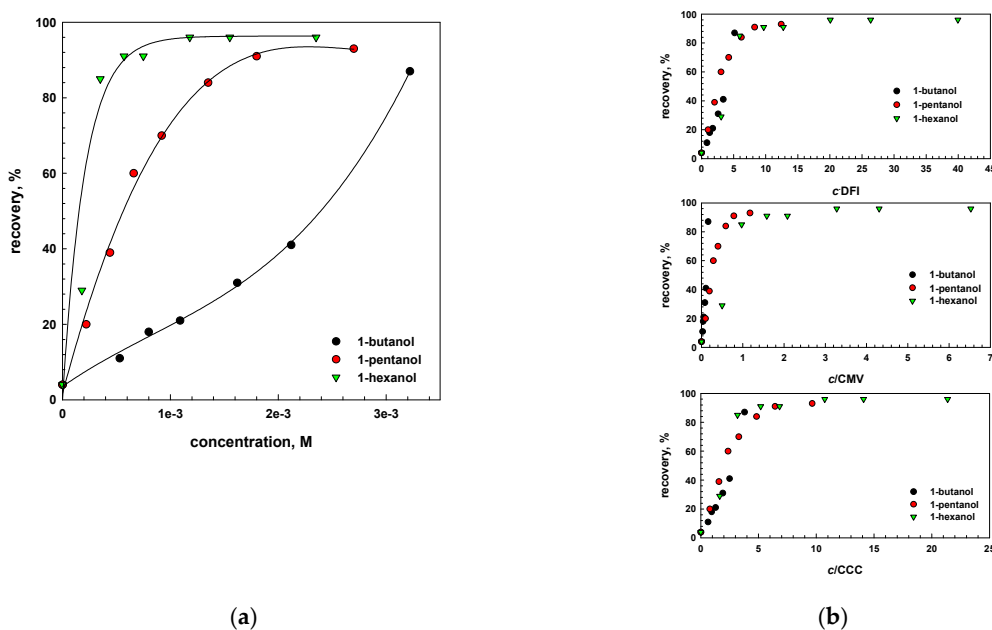 100
80
60
40
20
0
recovery, %
1-butanol
1-pentanol
1-hexanol
0 1e-3 2e-3 3e-3
concentration, M
(a)
100
80
60
40
20
0
recovery, %
1-butanol
1-pentanol
1-hexanol
0 5 10 15 20 25 30 35 40 45
c·DFI
100
80
60
40
20
0
recovery, %
1-butanol
1-pentanol
1-hexanol
0 1 2 3 4 5 6 7
c/CMV
100
80
60
40
20
0
recovery, %
1-butanol
1-pentanol
1-hexanol
0 5 10 15 20 25
c/CCC
(b)